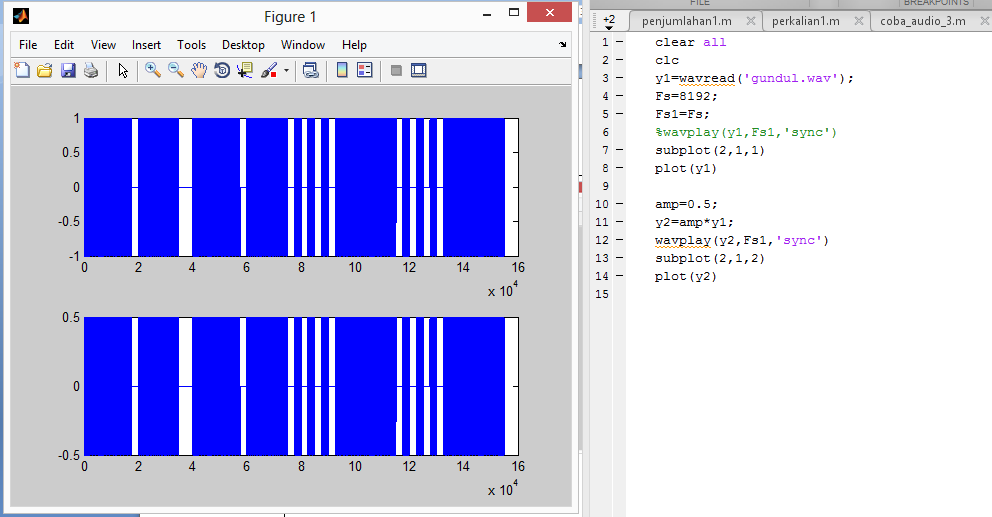 Figure 1
File Edit View Insert Tools Desktop Window Help
1
0.5
0
-0.5
-1
0 2 4 6 8 10 12 14 16
x 10^4
0.5
0
-0.5
0 2 4 6 8 10 12 14 16
x 10^4
FILE BREAKPOINTS
+2 penjumlahan1.m perkalian1.m coba_audio_3.m
1 clear all
2 clc
3 y1=wavread('gundul.wav');
4 Fs=8192;
5 Fs1=Fs;
6 %wavplay(y1,Fs1,'sync')
7 subplot(2,1,1)
8 plot(y1)
9
10 amp=0.5;
11 y2=amp*y1;
12 wavplay(y2,Fs1,'sync')
13 subplot(2,1,2)
14 plot(y2)
15